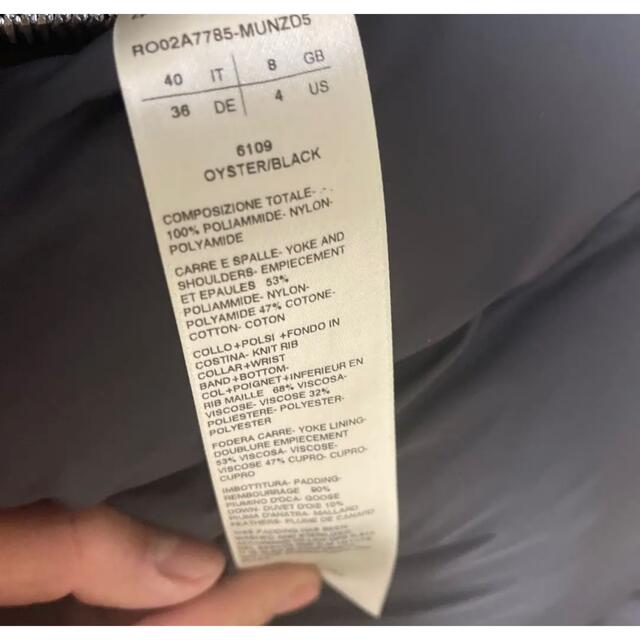 RO02A7785-MUNZD5
40 IT 8 GB
36 DE 4 US
6109
OYSTER/BLACK
COMPOSIZIONE TOTALE-
100% POLIAMMIDE- NYLON-
POLYAMIDE
CARRE E SPALLE- YOKE AND
SHOULDERS- EMPIECEMENT
ET EPAULES 53%
POLIAMMIDE- NYLON-
POLYAMIDE 47% COTONE-
COTTON- COTON
COLLO+POLSI +FONDO IN
COSTINA- KNIT RIB
COLLAR+WRIST
BAND+BOTTOM-
COL+POIGNET+INFERIEUR EN
RIB MAILLE 68% VISCOSA-
VISCOSE- VISCOSE 32%
POLIESTERE- POLYESTER-
POLYESTER
FODERA CARRE- YOKE LINING-
DOUBLURE EMPIECEMENT
53% VISCOSA- VISCOSE-
VISCOSE 47% CUPRO- CUPRO-
CUPRO
IMBOTTITURA- PADDING-
REMBOURRAGE 90%
PIUMINO D'OCA- GOOSE
DOWN- DUVET D'OIE 10%
PIUMA D'ANATRA- MALLARD
FEATHERS- PLUME DE CANARD
THIS PADDING HAS BEEN